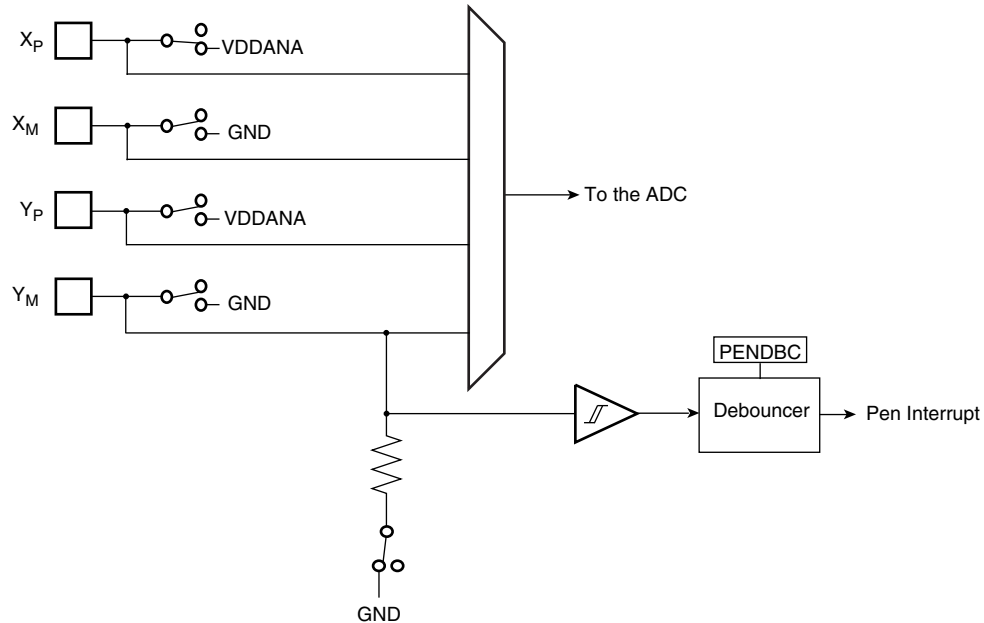 XP
VDDANA
XM
GND
To the ADC
YP
VDDANA
YM
GND
PENDBC
Debouncer
Pen Interrupt
GND